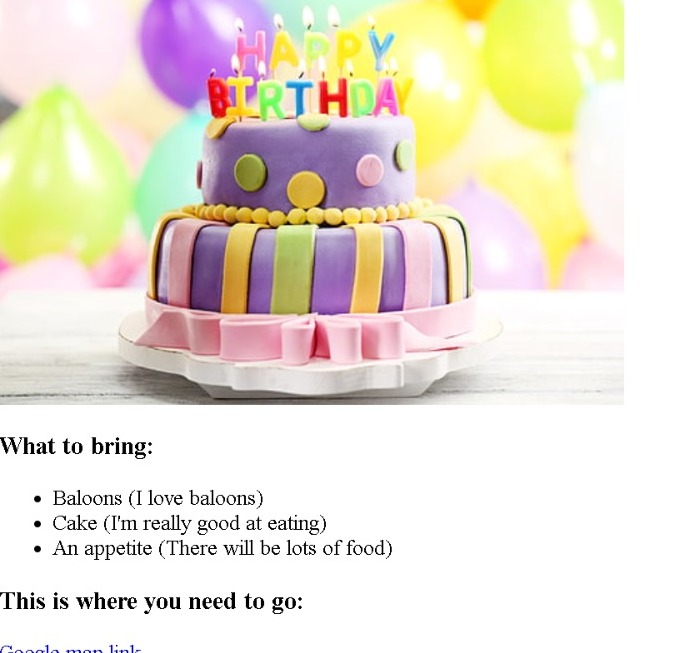 HAPPY
BIRTHDAY
What to bring:
Baloons (I love baloons)
Cake (I'm really good at eating)
An appetite (There will be lots of food)
This is where you need to go:
Google map link